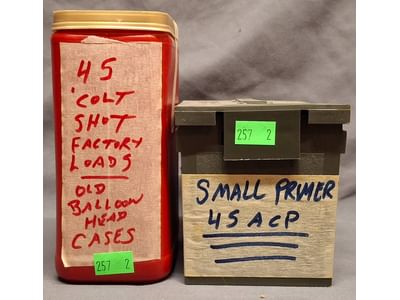 45
'COLT
SHOT
FACTORY
LOADS
OLD
BALLOON
HEAD
CASES
257 2
257 2
SMALL PRIMER
45 ACP